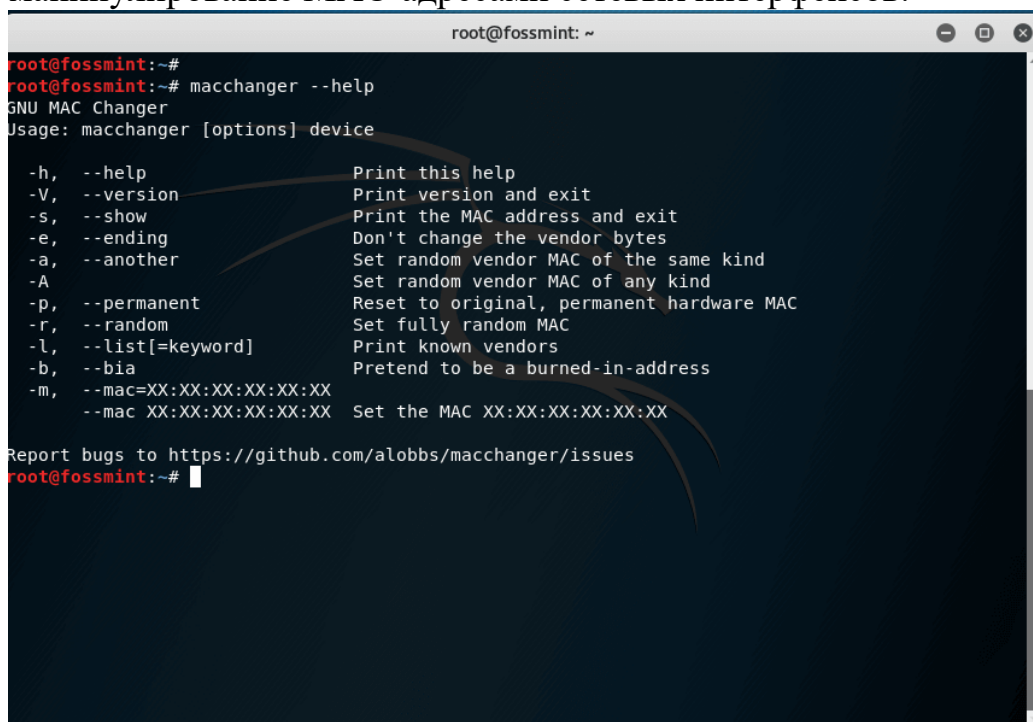 манипулирование MAC-адресами сетевых интерфейсов.
root@fossmint: ~
root@fossmint:~#
root@fossmint:~# macchanger --help
GNU MAC Changer
Usage: macchanger [options] device
-h, --help Print this help
-V, --version Print version and exit
-s, --show Print the MAC address and exit
-e, --ending Don't change the vendor bytes
-a, --another Set random vendor MAC of the same kind
-A Set random vendor MAC of any kind
-p, --permanent Reset to original, permanent hardware MAC
-r, --random Set fully random MAC
-l, --list[=keyword] Print known vendors
-b, --bia Pretend to be a burned-in-address
-m, --mac=XX:XX:XX:XX:XX:XX
--mac XX:XX:XX:XX:XX:XX Set the MAC XX:XX:XX:XX:XX:XX
Report bugs to https://github.com/alobbs/macchanger/issues
root@fossmint:~#